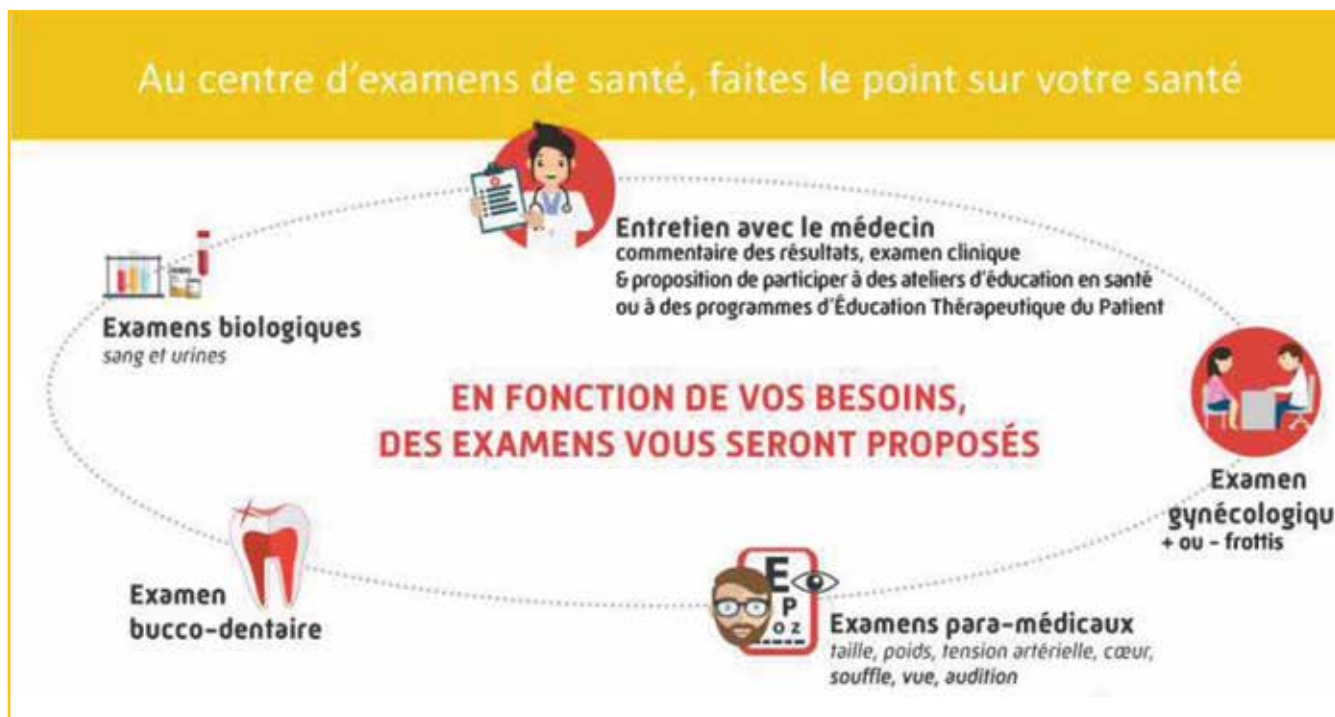 Au centre d'examens de santé, faites le point sur votre santé
Entretien avec le médecin
commentaire des résultats, examen clinique
& proposition de participer à des ateliers d'éducation en santé
ou à des programmes d'Éducation Thérapeutique du Patient
Examens biologiques
sang et urines
EN FONCTION DE VOS BESOINS,
DES EXAMENS VOUS SERONT PROPOSÉS
Examen
gynécologiqu
+ ou - frottis
Examen
bucco-dentaire
E
P
O Z
Examens para-médicaux
taille, poids, tension artérielle, cœur,
souffle, vue, audition